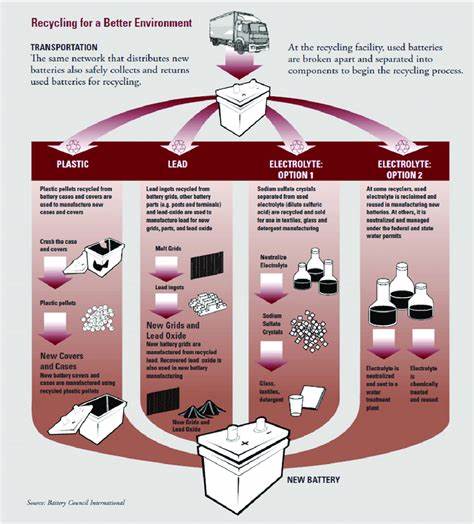 Recycling for a Better Environment
TRANSPORTATION
The same network that distributes new
batteries also safely collects and returns
used batteries for recycling.
At the recycling facility, used batteries
are broken apart and separated into
components to begin the recycling process.
PLASTIC
Plastic pellets recycled from
battery cases and covers are
used to manufacture new
cases and covers
Crush the case
and covers
Plastic pellets
New Covers
and Cases
New battery covers and
cases are manufactured using
recycled plastic pellets
LEAD
Lead ingots recycled from
battery grids, other battery
parts (e.g. posts and terminals)
and lead-oxide are used to
manufacture lead for new
grids, parts, and lead oxide
Melt Grids
Lead ingots
New Grids and
Lead Oxide
New battery grids are
manufactured from recycled
lead. Recovered lead oxide is
also used in new battery
manufacturing
New Grids and
Lead Oxide
ELECTROLYTE:
OPTION 1
Sodium sulfate crystals
separated from used
electrolyte (dilute sulfuric
acid) are recycled and sold
for use in textiles, glass and
detergent manufacturing
Neutralize
Electrolyte
Sodium
Sulfate
Crystals
Glass,
textiles,
detergent
ELECTROLYTE:
OPTION 2
At some recyclers, used
electrolyte is reclaimed and
reused in manufacturing new
batteries. At others, it is
neutralized and managed
under the federal and state
water permits
Electrolyte is
neutralized
and sent to a
water
treatment
plant
Electrolyte
is
chemically
treated
and reused
NEW BATTERY
Source: Battery Council International